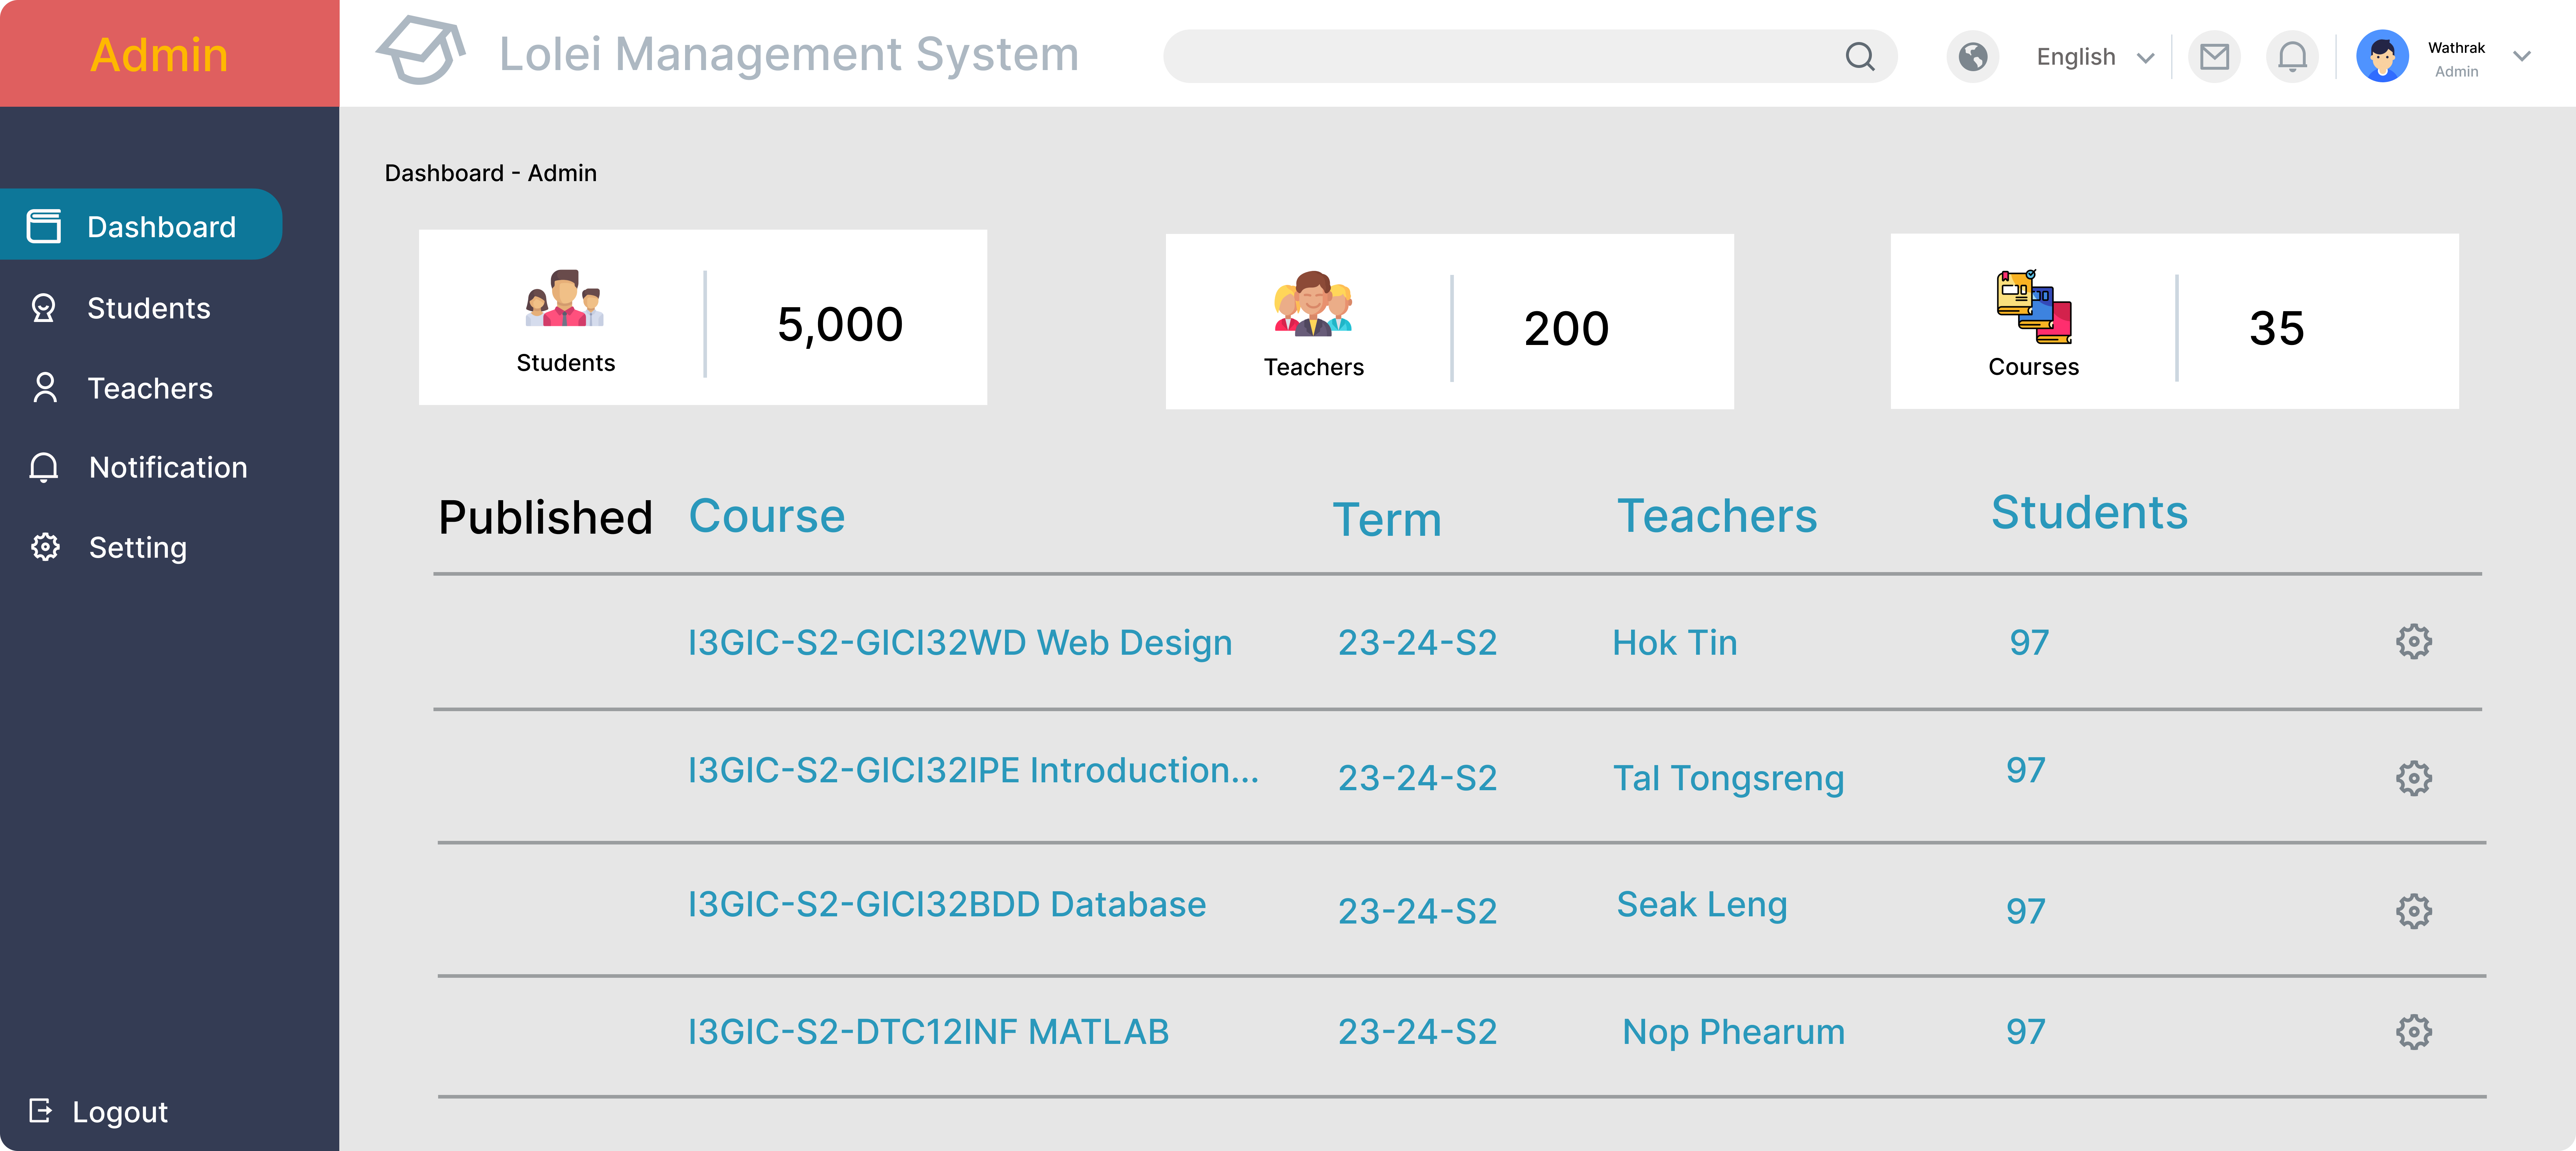 Admin
Lolei Management System
English
Wathrak
Admin
Dashboard
Students
Teachers
Notification
Setting
Logout
Dashboard - Admin
Students
5,000
Teachers
200
Courses
35
Published Course Term Teachers Students
I3GIC-S2-GICI32WD Web Design 23-24-S2 Hok Tin 97
I3GIC-S2-GICI32IPE Introduction... 23-24-S2 Tal Tongsreng 97
I3GIC-S2-GICI32BDD Database 23-24-S2 Seak Leng 97
I3GIC-S2-DTC12INF MATLAB 23-24-S2 Nop Phearum 97